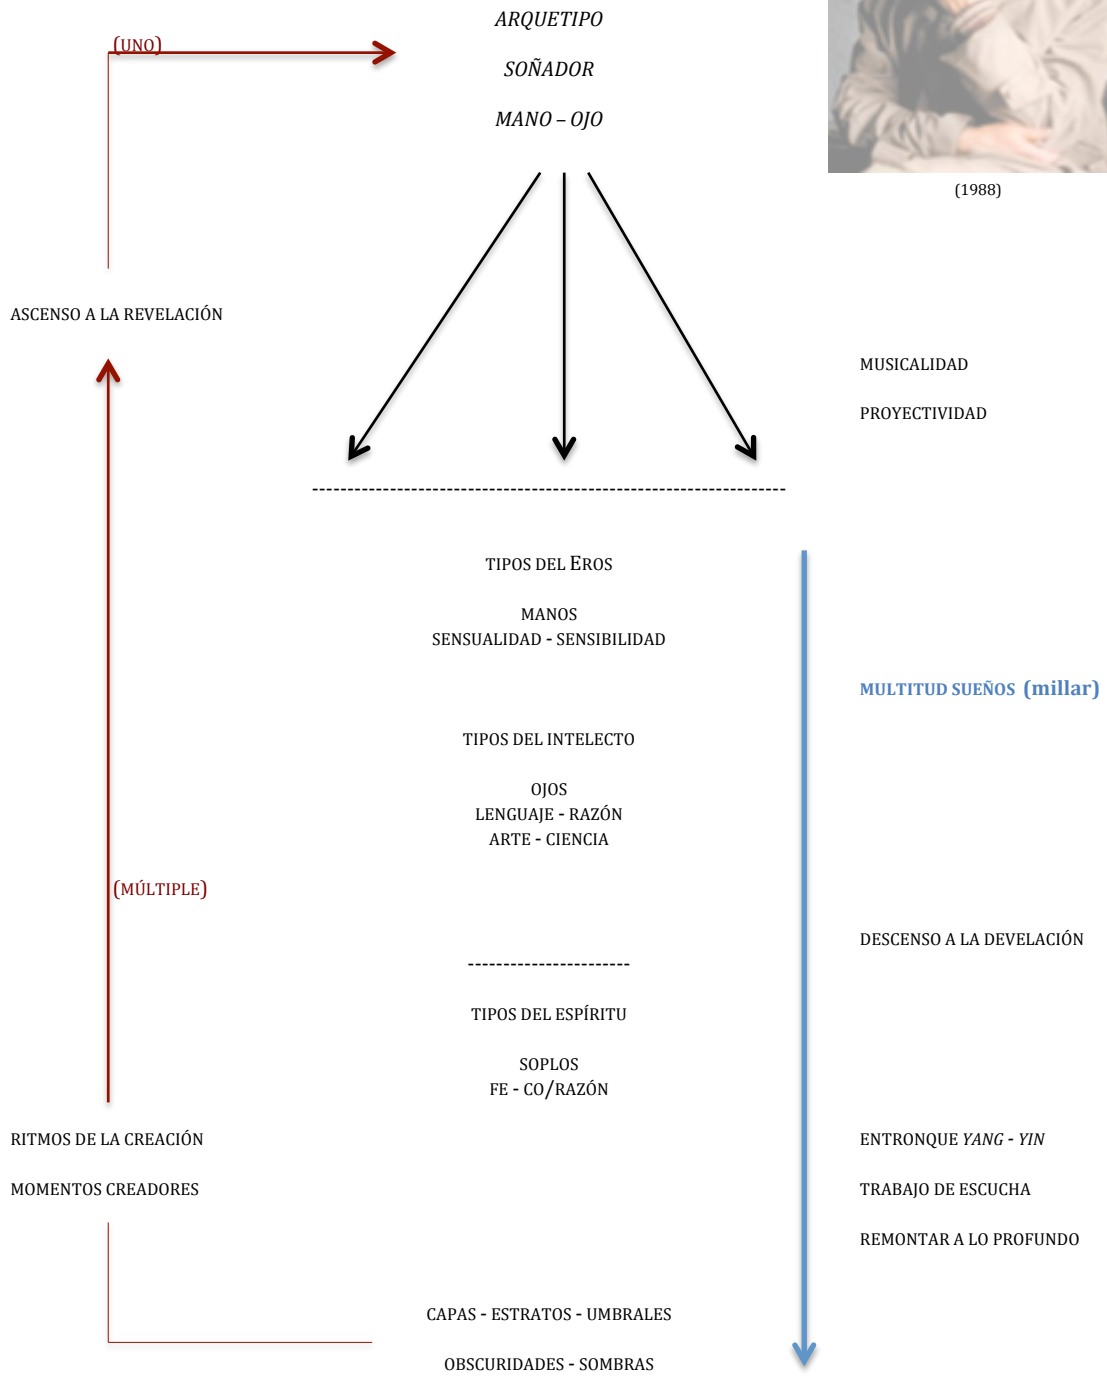 (UNO)
ARQUETIPO
SOÑADOR
MANO – OJO
(1988)
ASCENSO A LA REVELACIÓN
MUSICALIDAD
PROYECTIVIDAD
-------------------------------------------------------------------
TIPOS DEL EROS
MANOS
SENSUALIDAD - SENSIBILIDAD
MULTITUD SUEÑOS (millar)
TIPOS DEL INTELECTO
OJOS
LENGUAJE - RAZÓN
ARTE - CIENCIA
(MÚLTIPLE)
DESCENSO A LA DEVELACIÓN
-----------------------
TIPOS DEL ESPÍRITU
SOPLOS
FE - CO/RAZÓN
RITMOS DE LA CREACIÓN
MOMENTOS CREADORES
ENTRONQUE YANG - YIN
TRABAJO DE ESCUCHA
REMONTAR A LO PROFUNDO
CAPAS - ESTRATOS - UMBRALES
OBSCURIDADES - SOMBRAS